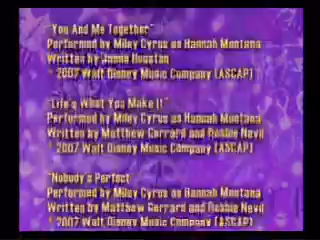 "You And Me Together"
Performed by Miley Cyrus as Hannah Montana
Written by Jamie Houston
© 2007 Walt Disney Music Company (ASCAP)
"Life's What You Make It"
Performed by Miley Cyrus as Hannah Montana
Written by Matthew Gerrard and Robbie Nevil
© 2007 Walt Disney Music Company (ASCAP)
"Nobody's Perfect
Performed by Miley Cyrus as Hannah Montana
Written by Matthew Gerrard and Robbie Nevil
© 2007 Walt Disney Music Company (ASCAP)